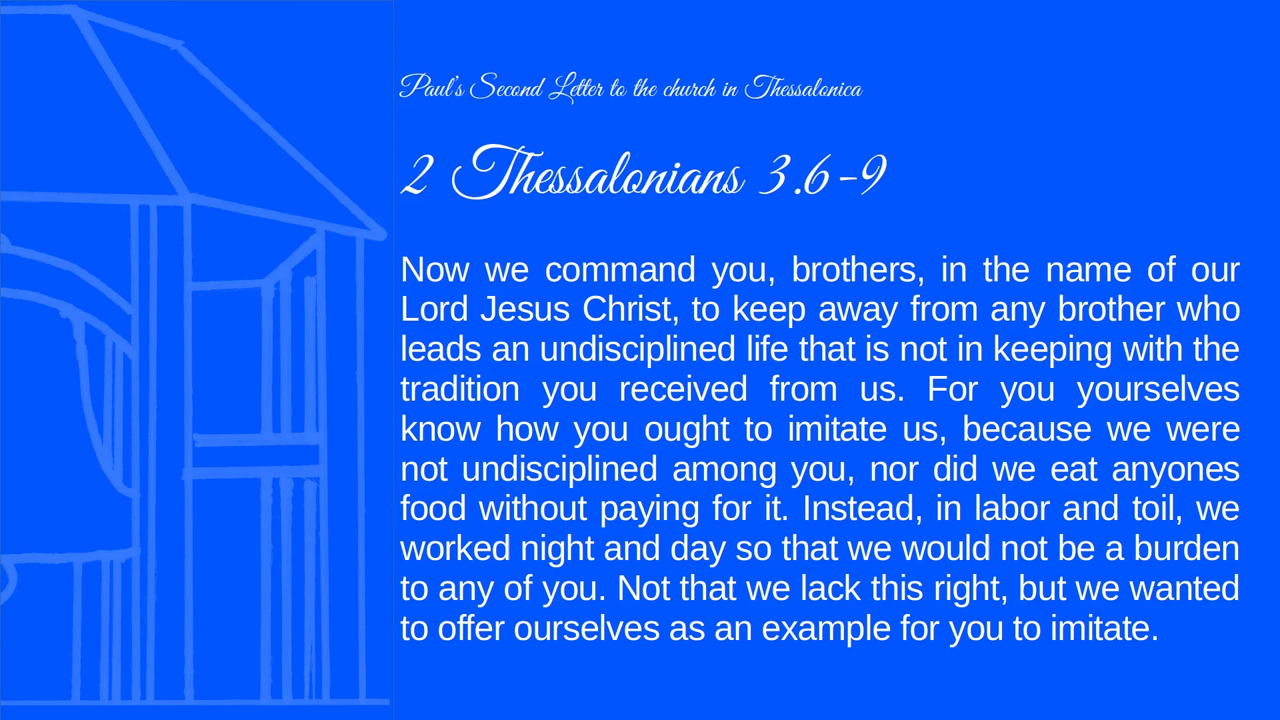 Paul's Second Letter to the church in Thessalonica
2 Thessalonians 3.6-9
Now we command you, brothers, in the name of our
Lord Jesus Christ, to keep away from any brother who
leads an undisciplined life that is not in keeping with the
tradition you received from us. For you yourselves
know how you ought to imitate us, because we were
not undisciplined among you, nor did we eat anyones
food without paying for it. Instead, in labor and toil, we
worked night and day so that we would not be a burden
to any of you. Not that we lack this right, but we wanted
to offer ourselves as an example for you to imitate.